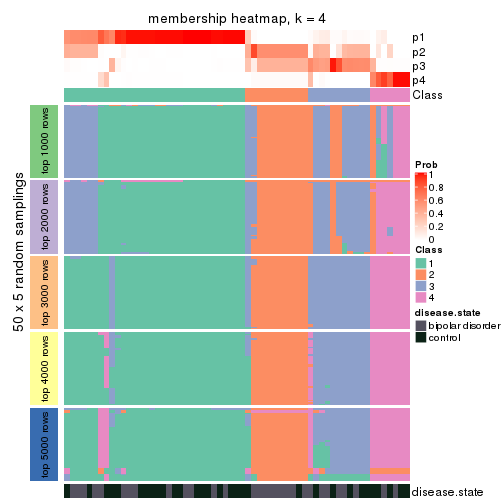 membership heatmap, k = 4
p1
p2
p3
p4
Class
50 x 5 random samplings
top 1000 rows
top 2000 rows
top 3000 rows
top 4000 rows
top 5000 rows
Prob
1
0.8
0.6
0.4
0.2
0
Class
1
2
3
4
disease.state
bipolar disorder
control
disease.state